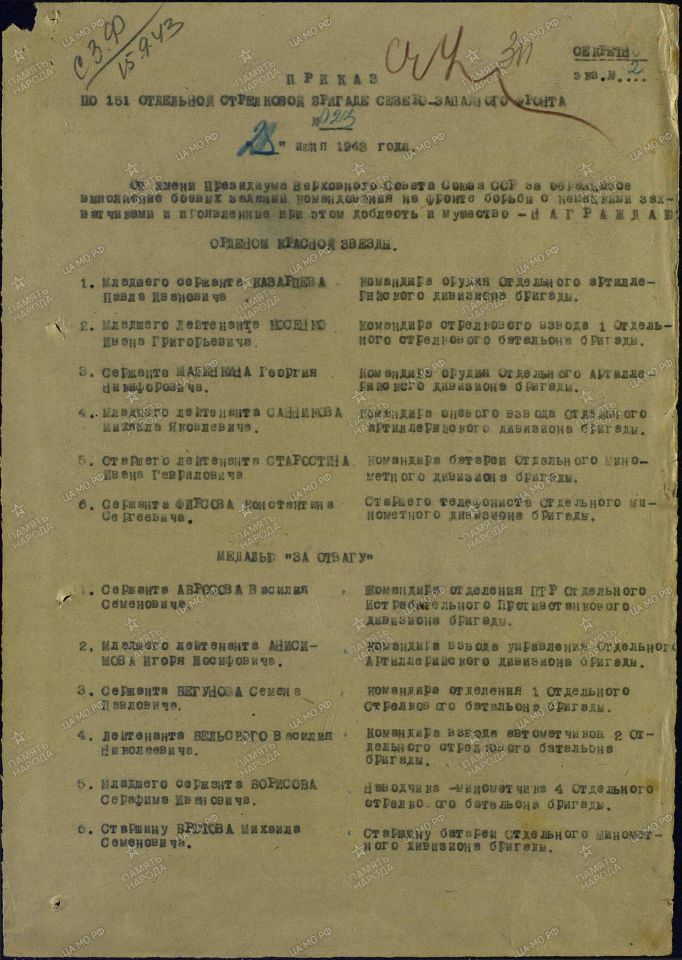 С.З.Ф
15.9.43
Зп
СЕКРЕТНО
экз.№.2...
ПРИКАЗ
ПО 151 ОТДЕЛЬНОЙ СТРЕЛКОВОЙ БРИГАДЕ СЕВЕРО-ЗАПАДНОГО ФРОНТА
№
" июня 1943 года.
От имени Президиума Верховного Совета Союза ССР за образцовое
выполнение боевых заданий командования на фронте борьбы с немецкими зах-
ватчиками и проявленные при этом доблесть и мужество - Н А Г Р А Ж Д А Ю:
ОРДЕНОМ КРАСНОЙ ЗВЕЗДЫ.
1. Младшего сержанта КАЗАРЦЕВА Командира орудия Отдельного артилле-
Павла Ивановича . рийского дивизиона бригады.
2. Младшего лейтенанта НОСЕНКО Командира стрелкового взвода 1 Отдель-
Ивана Григорьевича. ного стрелкового батальона бригады.
3. Сержанта МАЛЕНКИНА Георгия Командира орудия Отдельного Артилле-
Никифоровича. рийского дивизиона бригады.
4. Младшего лейтенанта САННИКОВА Командира огневого взвода Отдельного
Михаила Яковлевича. артиллерийского дивизиона бригады.
5. Старшего лейтенанта СТАРОСТИНА Командира батареи Отдельного мино-
Ивана Гавриловича метного дивизиона бригады.
6. Сержанта ФИРСОВА Константина Старшего телефониста Отдельного ми-
Сергеевича. нометного дивизиона бригады.
МЕДАЛЬЮ "ЗА ОТВАГУ"
1. Сержанта АБРОСОВА Василия Командира отделения ПТР Отдельного
Семеновича Истребительного Противотанкового
дивизиона бригады.
2. Младшего лейтенанта АНИСИ- Командира взвода управления Отдельного
МОВА Игоря Иосифовича. Артиллерийского дивизиона бригады.
3. Сержанта БЕГУНОВА Семена Командира отделения 1 Отдельного
Павловича. Стрелкового батальона бригады.
4. Лейтенанта ВЕЛЬСКОГО Василия Командира взвода автоматчиков 2 От-
Николаевича. дельного стрелкового батальона
бригады.
5. Младшего сержанта БОРИСОВА Наводчика -минометчика 4 Отдельного
Серафима Ивановича. стрелкового батальона бригады.
6. Старшину Михаила Старшину батареи Отдельного миномет-
Семеновича. ного дивизиона бригады.